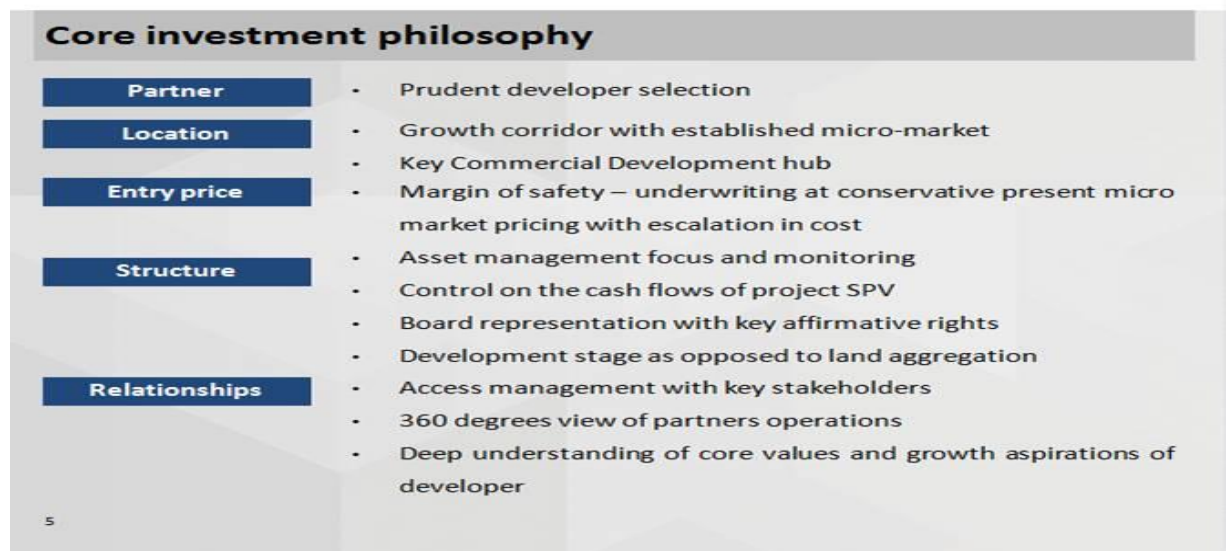 Core investment philosophy
Partner
• Prudent developer selection
Location
• Growth corridor with established micro-market
• Key Commercial Development hub
Entry price
• Margin of safety – underwriting at conservative present micro
market pricing with escalation in cost
Structure
• Asset management focus and monitoring
• Control on the cash flows of project SPV
• Board representation with key affirmative rights
• Development stage as opposed to land aggregation
Relationships
• Access management with key stakeholders
• 360 degrees view of partners operations
• Deep understanding of core values and growth aspirations of
developer
5